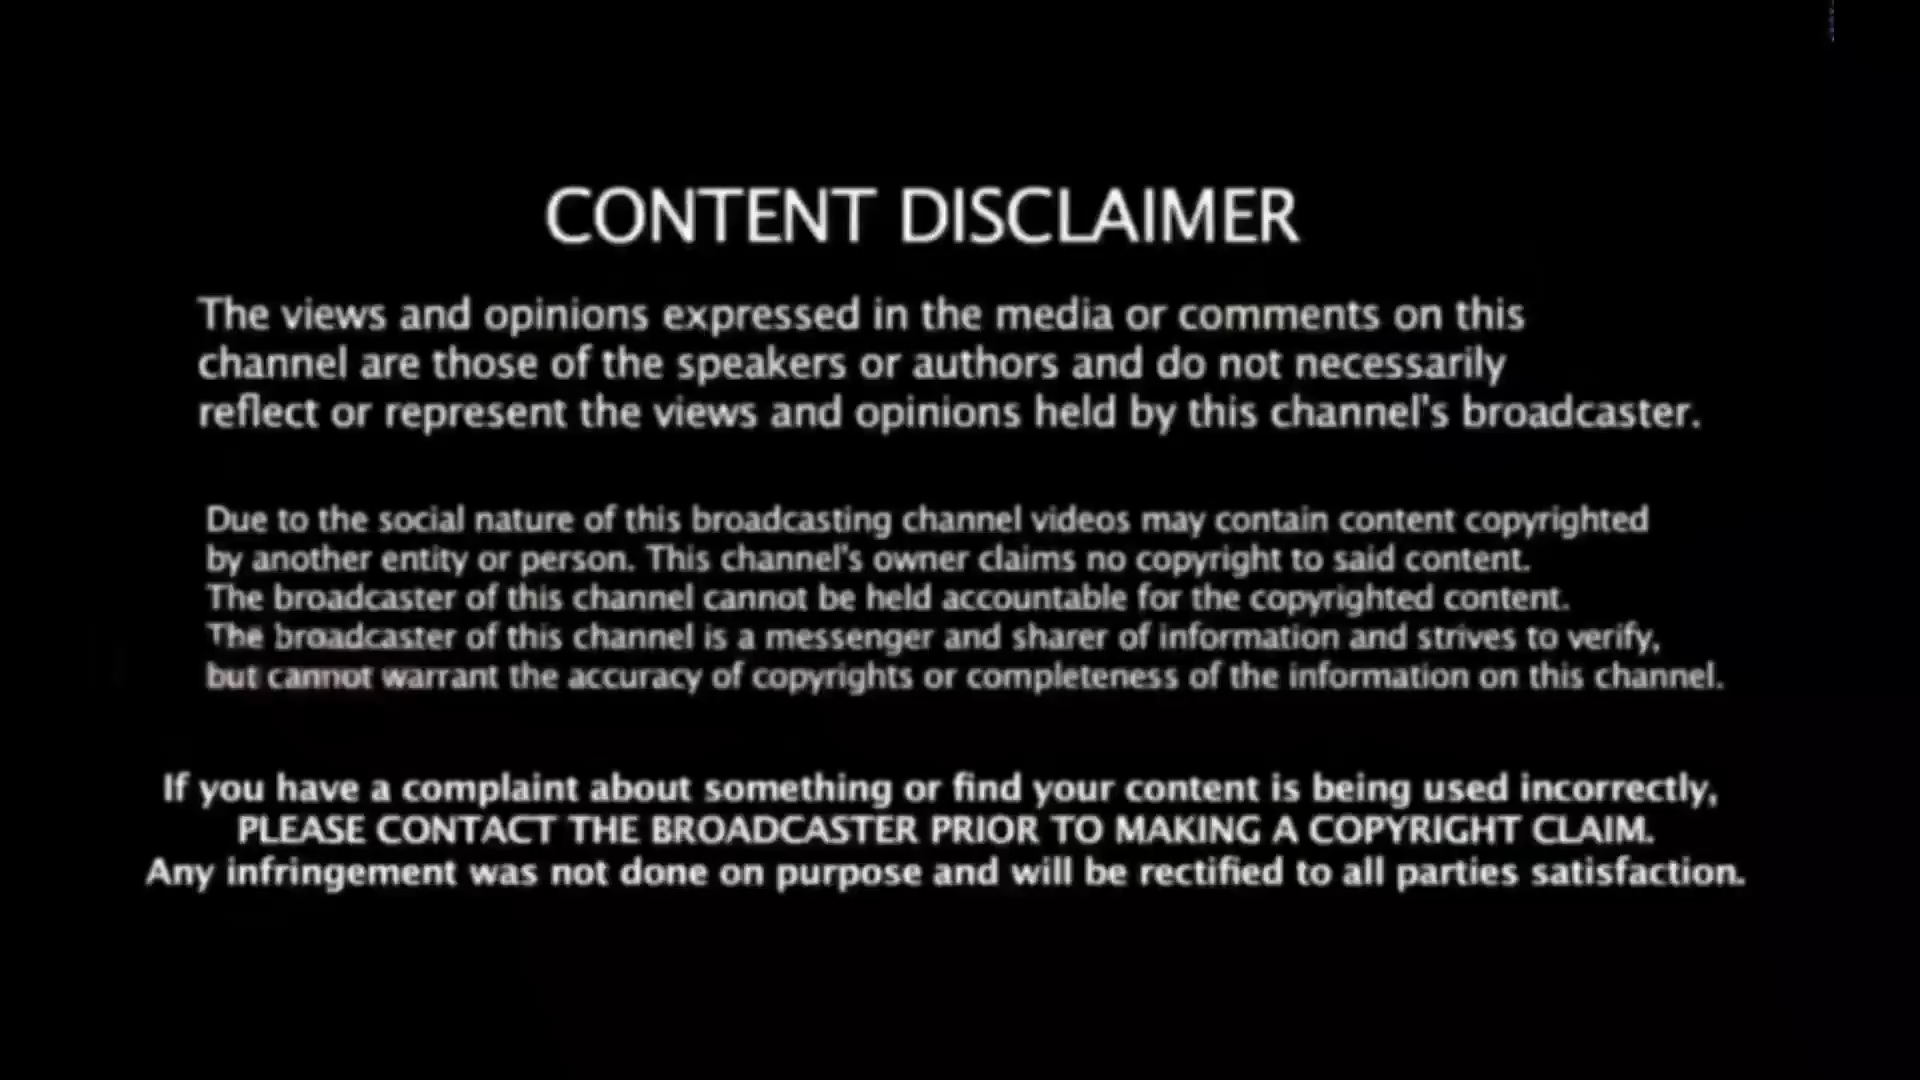 CONTENT DISCLAIMER
The views and opinions expressed in the media or comments on this
channel are those of the speakers or authors and do not necessarily
reflect or represent the views and opinions held by this channel's broadcaster.
Due to the social nature of this broadcasting channel videos may contain content copyrighted
by another entity or person. This channel's owner claims no copyright to said content.
The broadcaster of this channel cannot be held accountable for the copyrighted content.
The broadcaster of this channel is a messenger and sharer of information and strives to verify,
but cannot warrant the accuracy of copyrights or completeness of the information on this channel.
If you have a complaint about something or find your content is being used incorrectly,
PLEASE CONTACT THE BROADCASTER PRIOR TO MAKING A COPYRIGHT CLAIM.
Any infringement was not done on purpose and will be rectified to all parties satisfaction.